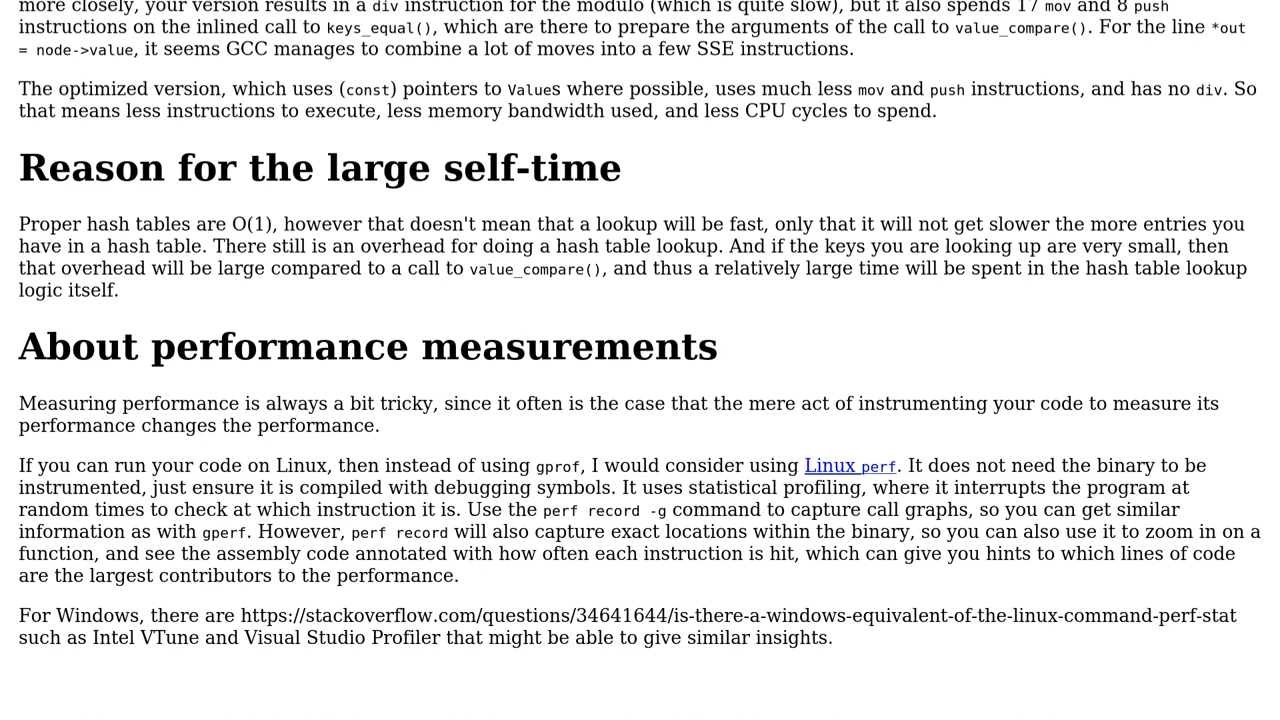 more closely, your version results in a div instruction for the modulo (which is quite slow), but it also spends 17 mov and 8 push
instructions on the inlined call to keys_equal(), which are there to prepare the arguments of the call to value_compare(). For the line *out
= node->value, it seems GCC manages to combine a lot of moves into a few SSE instructions.
The optimized version, which uses (const) pointers to Values where possible, uses much less mov and push instructions, and has no div. So
that means less instructions to execute, less memory bandwidth used, and less CPU cycles to spend.
Reason for the large self-time
Proper hash tables are O(1), however that doesn't mean that a lookup will be fast, only that it will not get slower the more entries you
have in a hash table. There still is an overhead for doing a hash table lookup. And if the keys you are looking up are very small, then
that overhead will be large compared to a call to value_compare(), and thus a relatively large time will be spent in the hash table lookup
logic itself.
About performance measurements
Measuring performance is always a bit tricky, since it often is the case that the mere act of instrumenting your code to measure its
performance changes the performance.
If you can run your code on Linux, then instead of using gprof, I would consider using Linux perf. It does not need the binary to be
instrumented, just ensure it is compiled with debugging symbols. It uses statistical profiling, where it interrupts the program at
random times to check at which instruction it is. Use the perf record -g command to capture call graphs, so you can get similar
information as with gperf. However, perf record will also capture exact locations within the binary, so you can also use it to zoom in on a
function, and see the assembly code annotated with how often each instruction is hit, which can give you hints to which lines of code
are the largest contributors to the performance.
For Windows, there are https://stackoverflow.com/questions/34641644/is-there-a-windows-equivalent-of-the-linux-command-perf-stat
such as Intel VTune and Visual Studio Profiler that might be able to give similar insights.